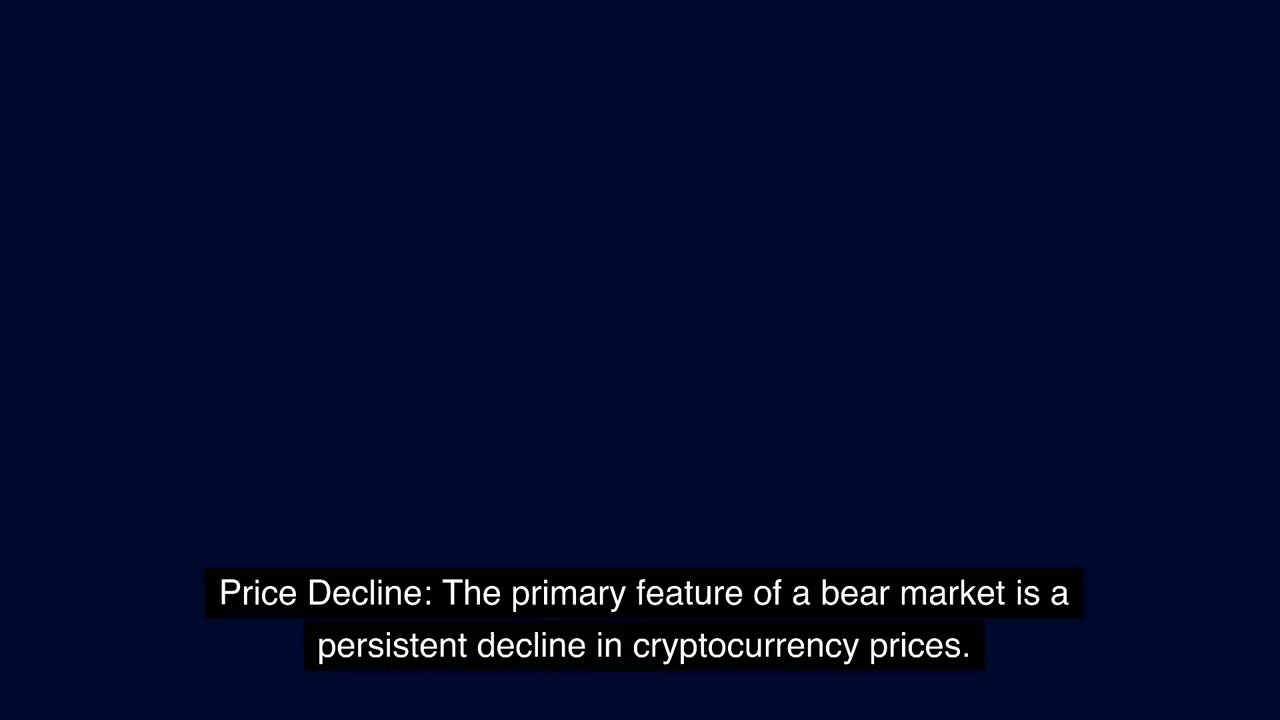 Price Decline: The primary feature of a bear market is a
persistent decline in cryptocurrency prices.